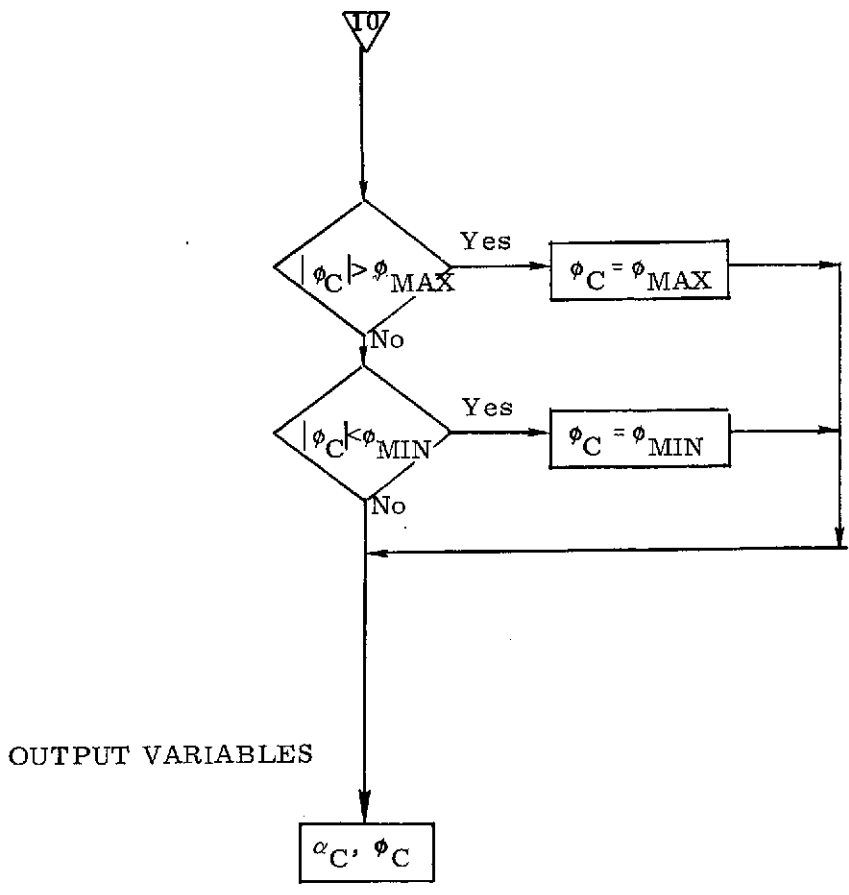 10
Yes
|ϕC|>ϕMAX
ϕC = ϕMAX
No
Yes
|ϕC|<ϕMIN
ϕC = ϕMIN
No
OUTPUT VARIABLES
αC, ϕC